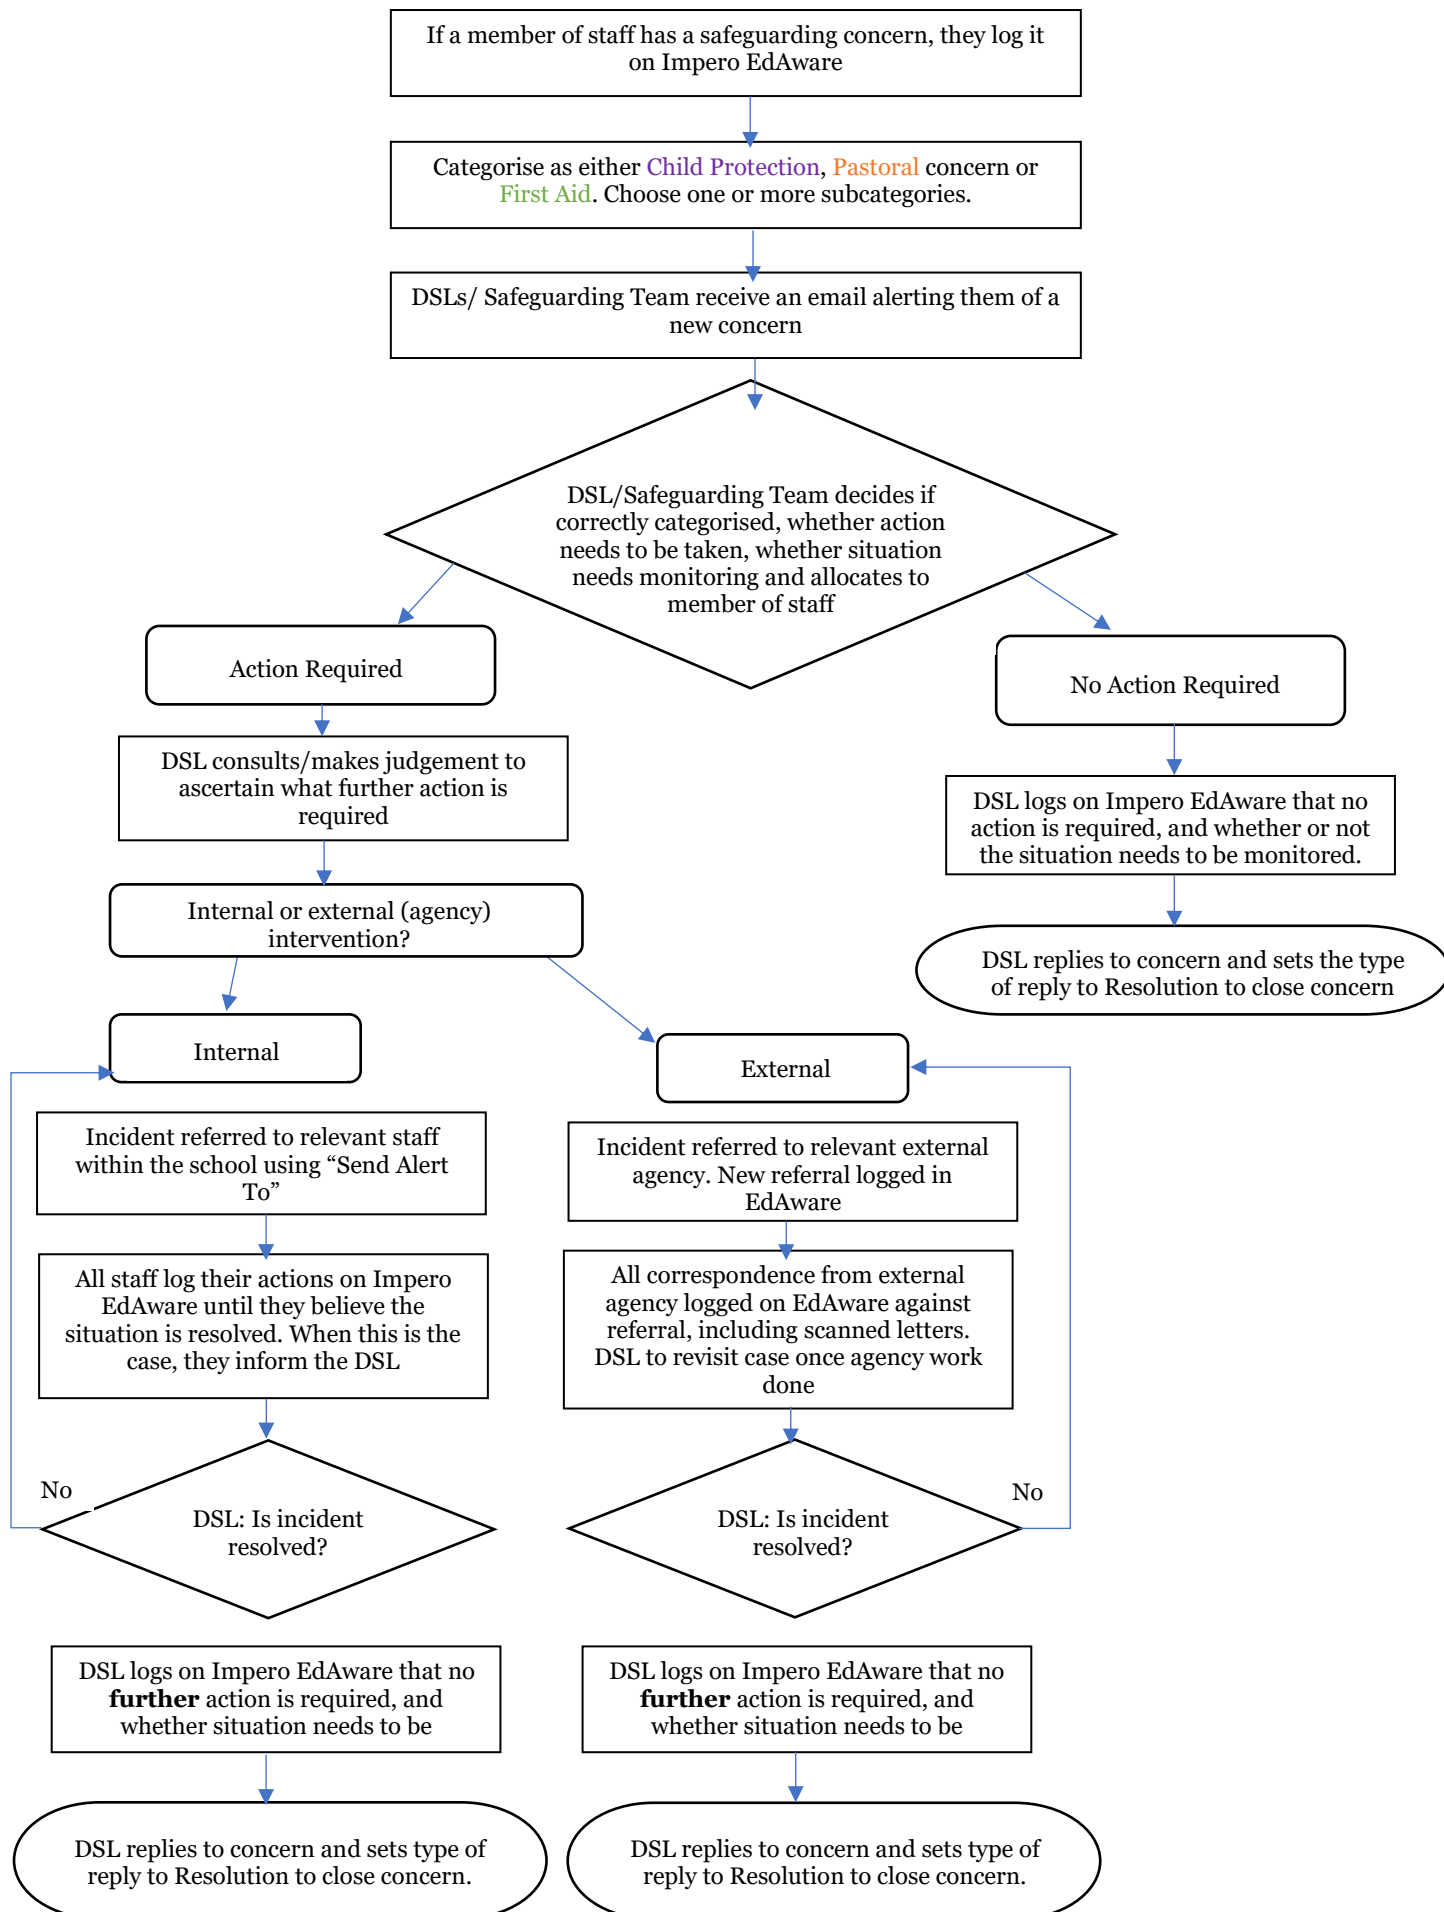 If a member of staff has a safeguarding concern, they log it
on Impero EdAware
Categorise as either Child Protection, Pastoral concern or
First Aid. Choose one or more subcategories.
DSLs/ Safeguarding Team receive an email alerting them of a
new concern
DSL/Safeguarding Team decides if
correctly categorised, whether action
needs to be taken, whether situation
needs monitoring and allocates to
member of staff
Action Required
No Action Required
DSL consults/makes judgement to
ascertain what further action is
required
DSL logs on Impero EdAware that no
action is required, and whether or not
the situation needs to be monitored.
Internal or external (agency)
intervention?
DSL replies to concern and sets the type
of reply to Resolution to close concern
Internal
External
Incident referred to relevant staff
within the school using “Send Alert
To”
Incident referred to relevant external
agency. New referral logged in
EdAware
All staff log their actions on Impero
EdAware until they believe the
situation is resolved. When this is the
case, they inform the DSL
All correspondence from external
agency logged on EdAware against
referral, including scanned letters.
DSL to revisit case once agency work
done
No
DSL: Is incident
resolved?
DSL: Is incident
resolved?
No
DSL logs on Impero EdAware that no
further action is required, and
whether situation needs to be
DSL logs on Impero EdAware that no
further action is required, and
whether situation needs to be
DSL replies to concern and sets type of
reply to Resolution to close concern.
DSL replies to concern and sets type of
reply to Resolution to close concern.